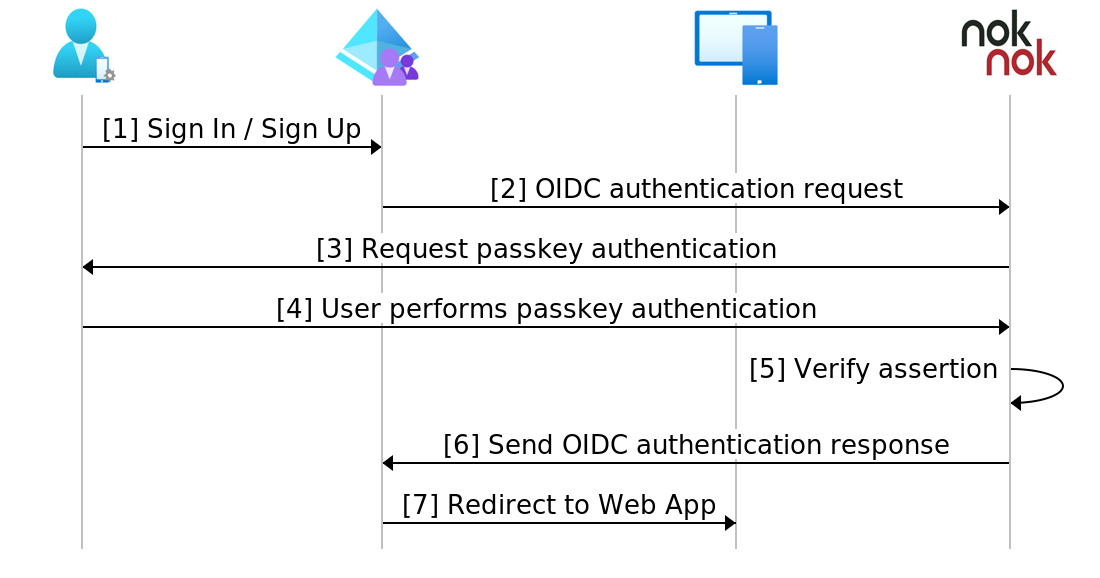 nok
nok
[1] Sign In / Sign Up
[2] OIDC authentication request
[3] Request passkey authentication
[4] User performs passkey authentication
[5] Verify assertion
[6] Send OIDC authentication response
[7] Redirect to Web App